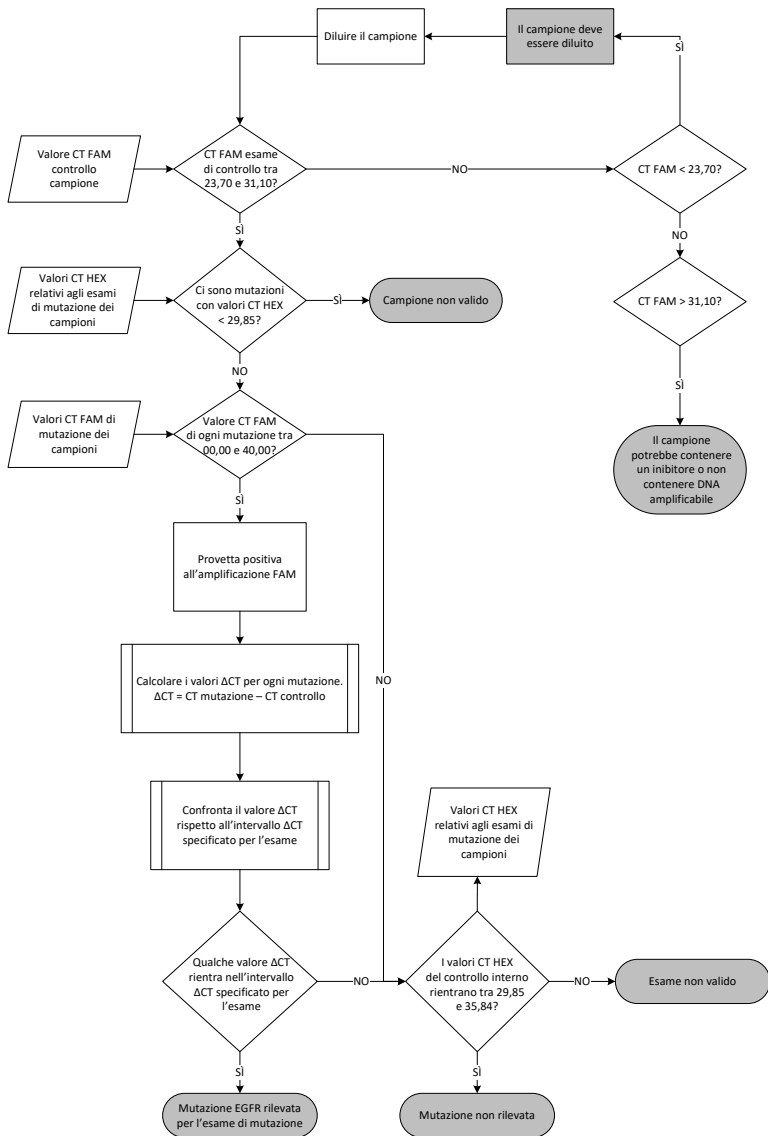 Diluire il campione
Il campione deve
essere diluito
SÌ
Valore CT FAM
controllo
campione
CT FAM esame
di controllo tra
23,70 e 31,10?
NO
CT FAM < 23,70?
SÌ
NO
Valori CT HEX
relativi agli esami
di mutazione dei
campioni
Ci sono mutazioni
con valori CT HEX
< 29,85?
SÌ
Campione non valido
CT FAM > 31,10?
NO
SÌ
Valori CT FAM di
mutazione dei
campioni
Valore CT FAM
di ogni mutazione tra
00,00 e 40,00?
Il campione
potrebbe contenere
un inibitore o non
contenere DNA
amplificabile
SÌ
Provetta positiva
all'amplificazione FAM
Calcolare i valori ΔCT per ogni mutazione.
ΔCT = CT mutazione – CT controllo
NO
Confronta il valore ΔCT
rispetto all'intervallo ΔCT
specificato per l'esame
Valori CT HEX
relativi agli esami di
mutazione dei
campioni
Qualche valore ΔCT
rientra nell'intervallo
ΔCT specificato per
l'esame
NO
I valori CT HEX
del controllo interno
rientrano tra 29,85
e 35,84?
NO
Esame non valido
SÌ
SÌ
Mutazione EGFR rilevata
per l'esame di mutazione
Mutazione non rilevata